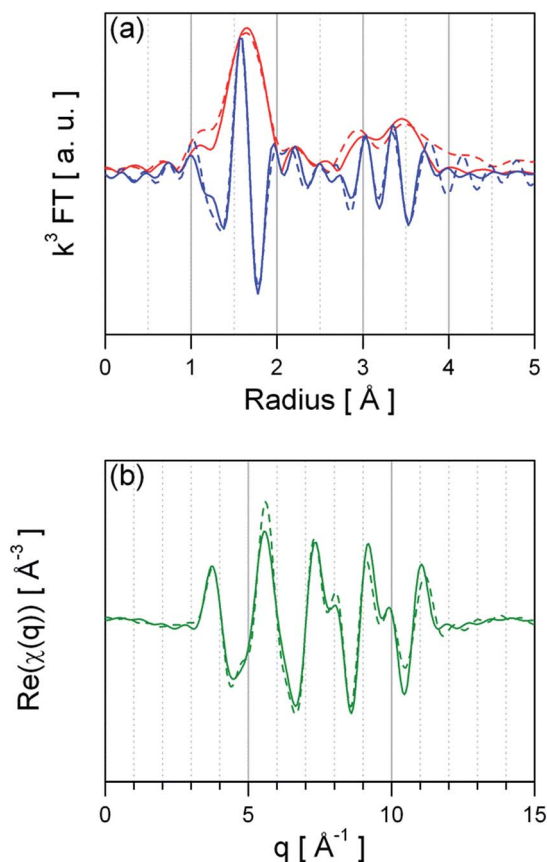 (a)
k³ FT [ a. u. ]
0 1 2 3 4 5
Radius [ Å ]
(b)
Re(χ(q)) [ Å⁻³ ]
0 5 10 15
q [ Å⁻¹ ]